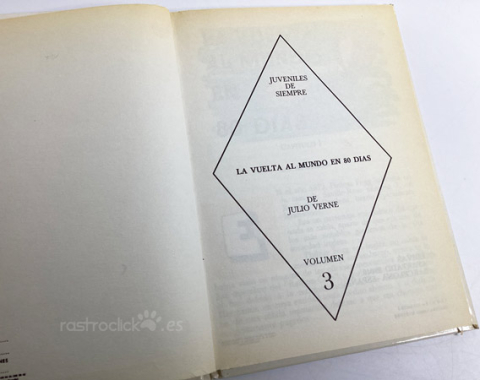 JUVENILES
DE
SIEMPRE
LA VUELTA AL MUNDO EN 80 DIAS
DE
JULIO VERNE
VOLUMEN
3
rastroclick.es